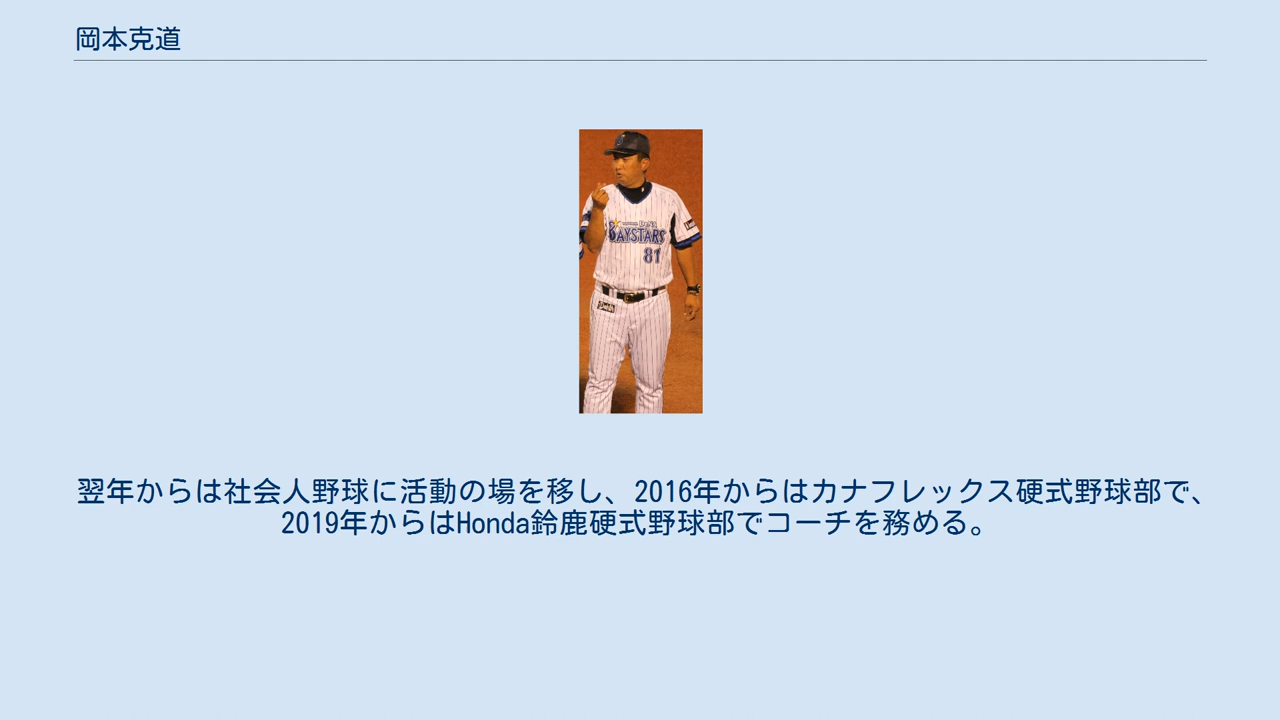 岡本克道
BAYSTARS
81
翌年からは社会人野球に活動の場を移し、2016年からはカナフレックス硬式野球部で、
2019年からはHonda鈴鹿硬式野球部でコーチを務める。